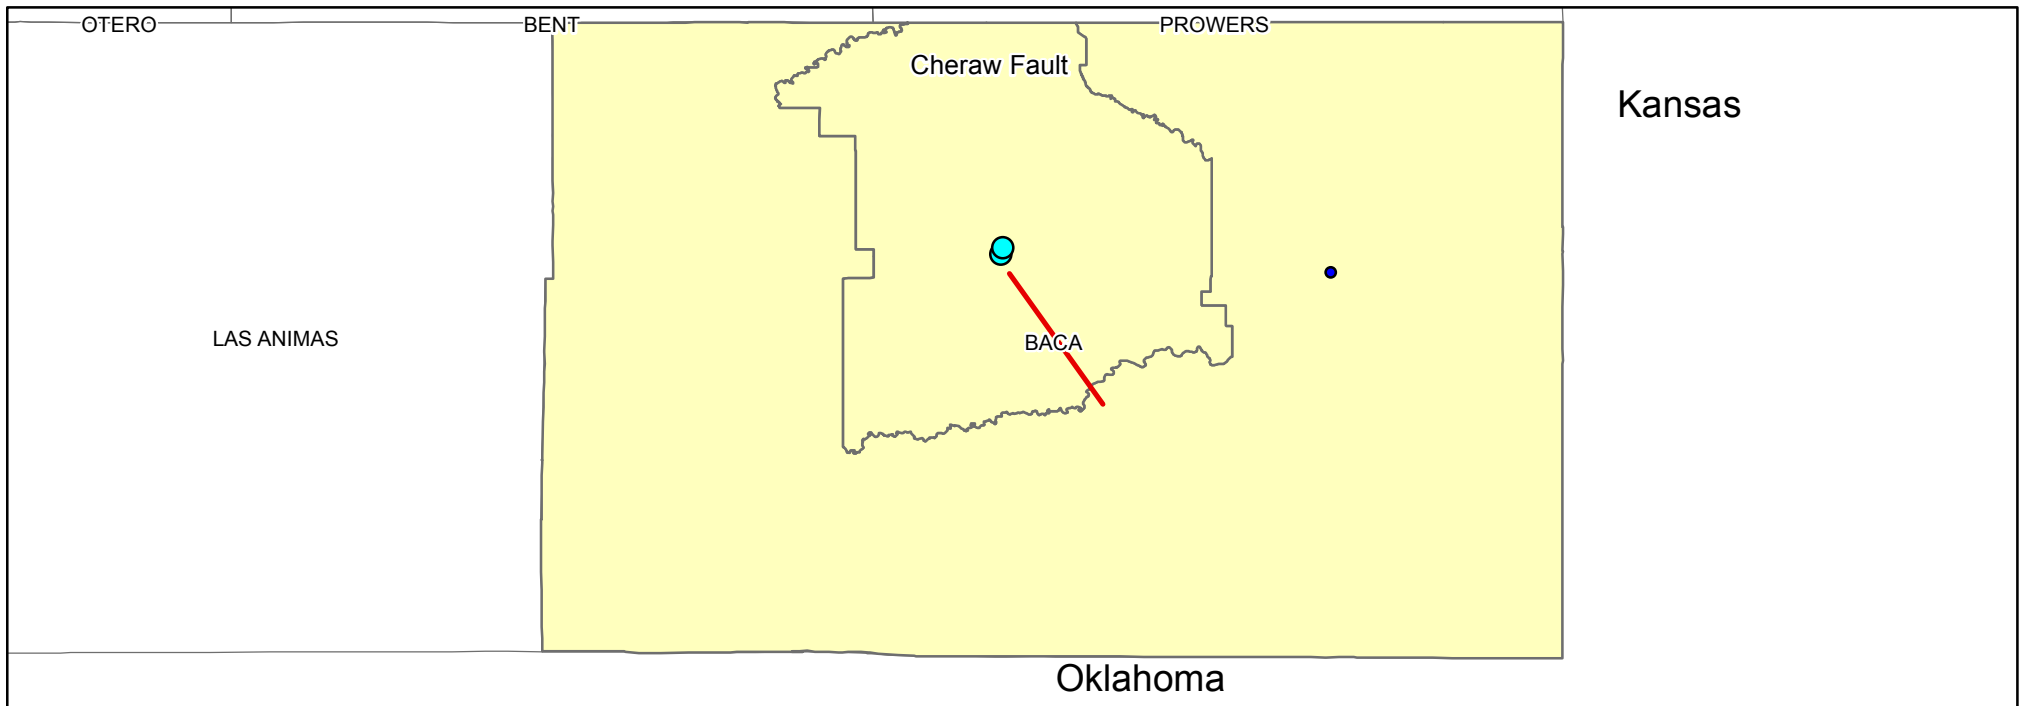 OTERO
BENT
PROWERS
Cheraw Fault
Kansas
LAS ANIMAS
BACA
Oklahoma